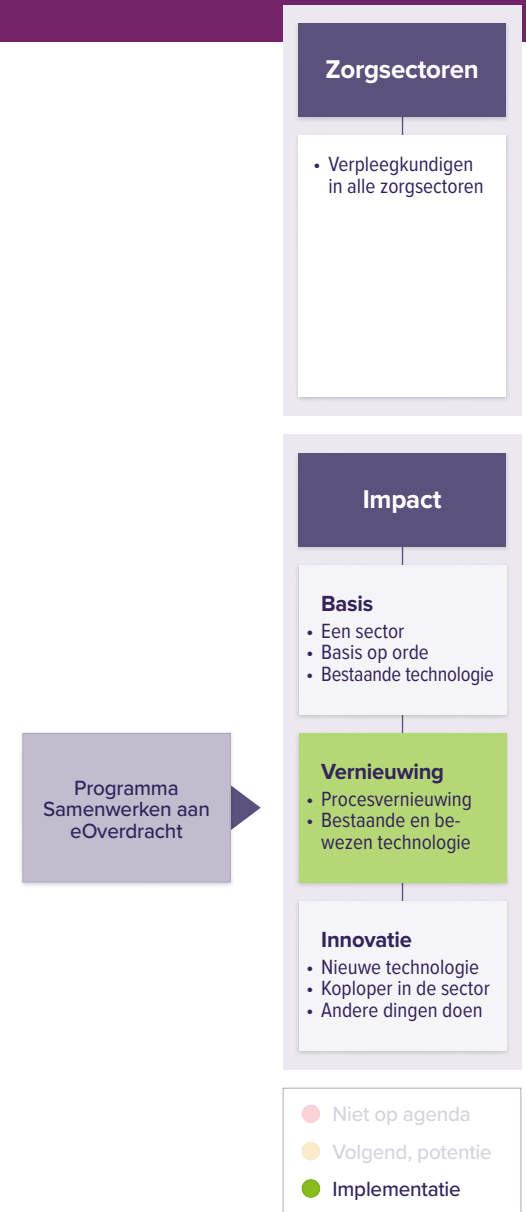 Zorgsectoren
• Verpleegkundigen
in alle zorgsectoren
Impact
Basis
• Een sector
• Basis op orde
• Bestaande technologie
Programma
Samenwerken aan
eOverdracht
Vernieuwing
• Procesvernieuwing
• Bestaande en be-
wezen technologie
Innovatie
• Nieuwe technologie
• Koploper in de sector
• Andere dingen doen
Niet op agenda
Volgend, potentie
Implementatie